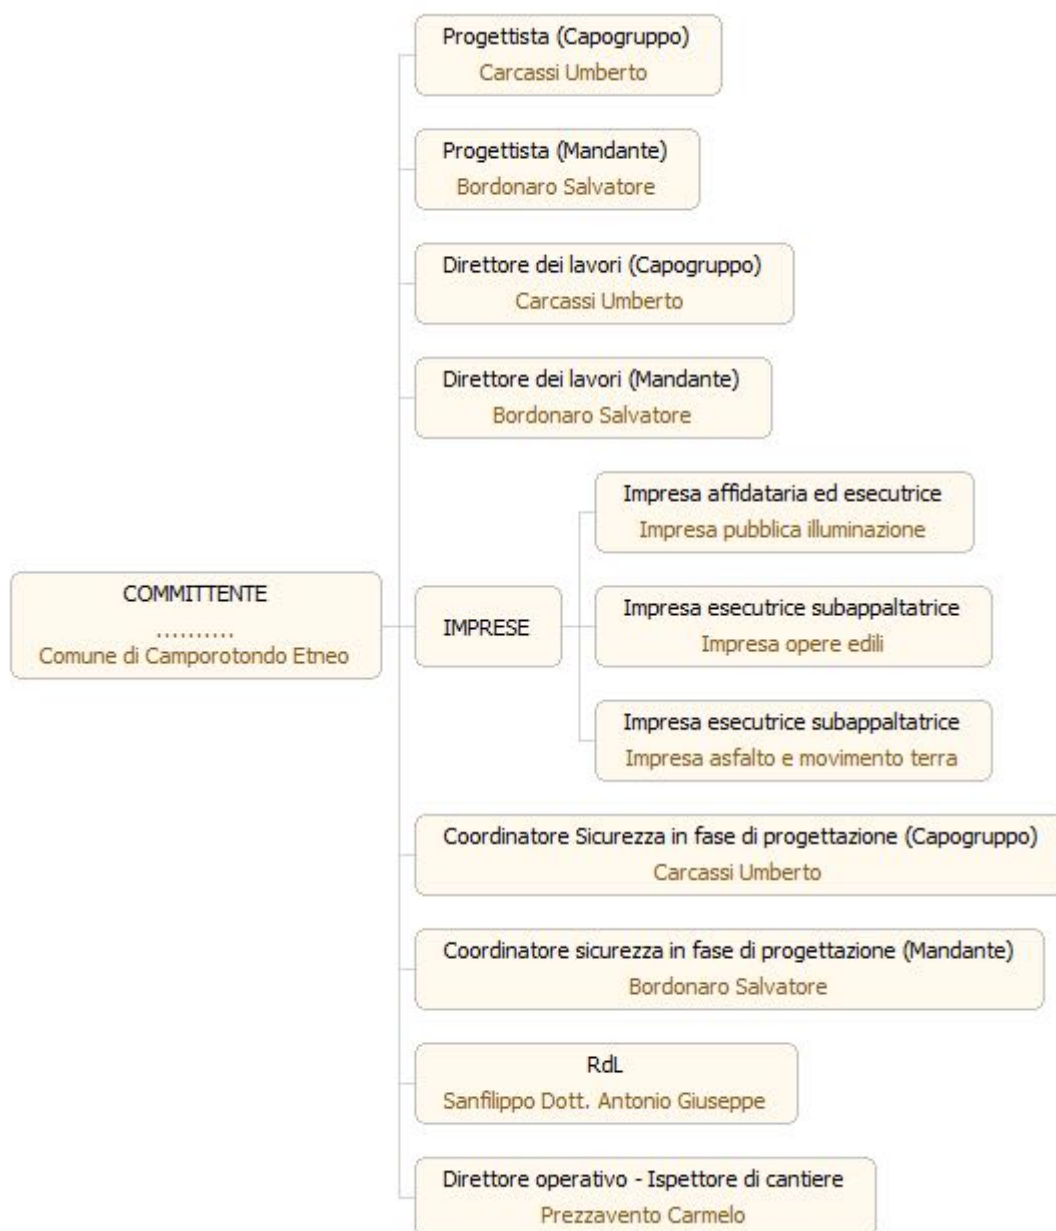 Progettista (Capogruppo)
Carcassi Umberto
Progettista (Mandante)
Bordonaro Salvatore
Direttore dei lavori (Capogruppo)
Carcassi Umberto
Direttore dei lavori (Mandante)
Bordonaro Salvatore
COMMITTENTE
..........
Comune di Camporotondo Etneo
IMPRESE
Impresa affidataria ed esecutrice
Impresa pubblica illuminazione
Impresa esecutrice subappaltatrice
Impresa opere edili
Impresa esecutrice subappaltatrice
Impresa asfalto e movimento terra
Coordinatore Sicurezza in fase di progettazione (Capogruppo)
Carcassi Umberto
Coordinatore sicurezza in fase di progettazione (Mandante)
Bordonaro Salvatore
RdL
Sanfilippo Dott. Antonio Giuseppe
Direttore operativo - Ispettore di cantiere
Prezzavento Carmelo